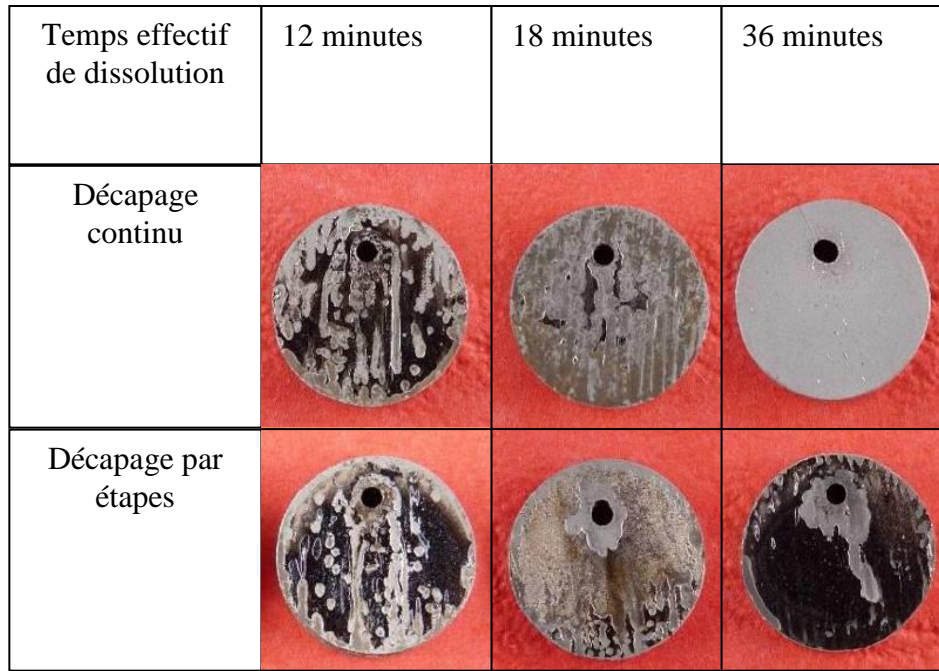 Temps effectif
de dissolution
12 minutes
18 minutes
36 minutes
Décapage
continu
Décapage par
étapes